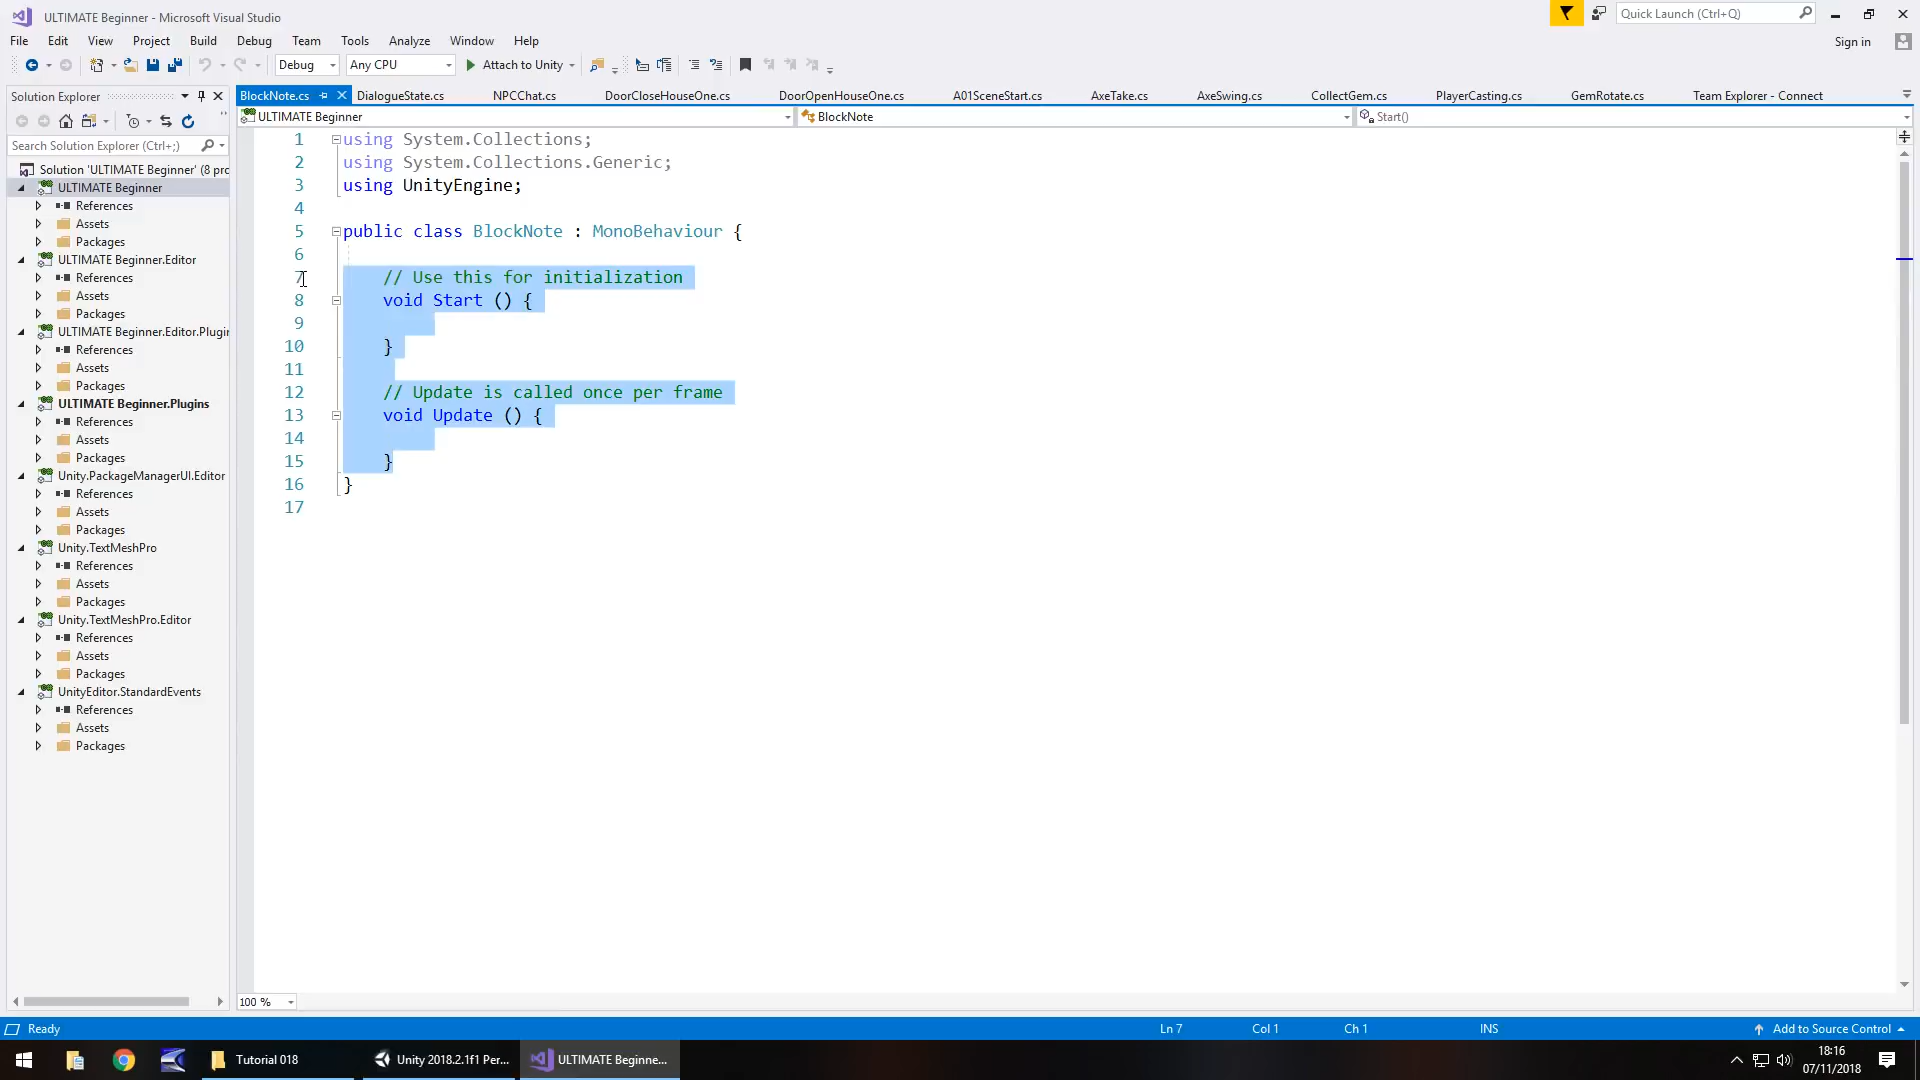 ULTIMATE Beginner - Microsoft Visual Studio
Quick Launch (Ctrl+Q)
File Edit View Project Build Debug Team Tools Analyze Window Help
Sign in
Debug Any CPU Attach to Unity
Solution Explorer
BlockNote.cs DialogueState.cs NPCChat.cs DoorCloseHouseOne.cs DoorOpenHouseOne.cs A01SceneStart.cs AxeTake.cs AxeSwing.cs CollectGem.cs PlayerCasting.cs GemRotate.cs Team Explorer - Connect
ULTIMATE Beginner BlockNote Start()
Search Solution Explorer (Ctrl+;)
Solution 'ULTIMATE Beginner' (8 pro
ULTIMATE Beginner
References
Assets
Packages
ULTIMATE Beginner.Editor
References
Assets
Packages
ULTIMATE Beginner.Editor.Plugin
References
Assets
Packages
ULTIMATE Beginner.Plugins
References
Assets
Packages
Unity.PackageManagerUI.Editor
References
Assets
Packages
Unity.TextMeshPro
References
Assets
Packages
Unity.TextMeshPro.Editor
References
Assets
Packages
UnityEditor.StandardEvents
References
Assets
Packages
1 using System.Collections;
2 using System.Collections.Generic;
3 using UnityEngine;
4
5 public class BlockNote : MonoBehaviour {
6
7 // Use this for initialization
8 void Start () {
9
10 }
11
12 // Update is called once per frame
13 void Update () {
14
15 }
16 }
17
100 %
Ready Ln 7 Col 1 Ch 1 INS Add to Source Control
Tutorial 018 Unity 2018.2.1f1 Per... ULTIMATE Beginne...
18:16
07/11/2018